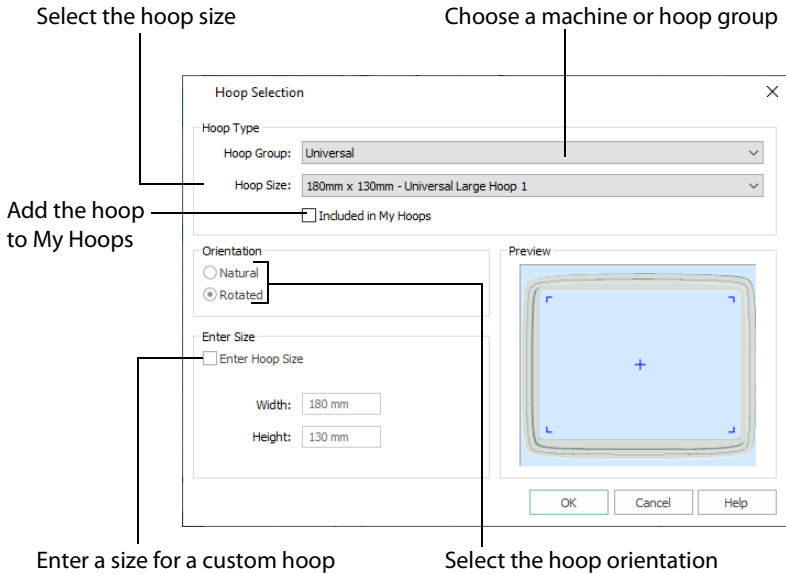 Select the hoop size
Choose a machine or hoop group
Hoop Selection
Hoop Type
Hoop Group: Universal
Hoop Size: 180mm x 130mm - Universal Large Hoop 1
Add the hoop
to My Hoops
Included in My Hoops
Orientation
Natural
Rotated
Preview
Enter Size
Enter Hoop Size
Width: 180 mm
Height: 130 mm
OK Cancel Help
Enter a size for a custom hoop
Select the hoop orientation